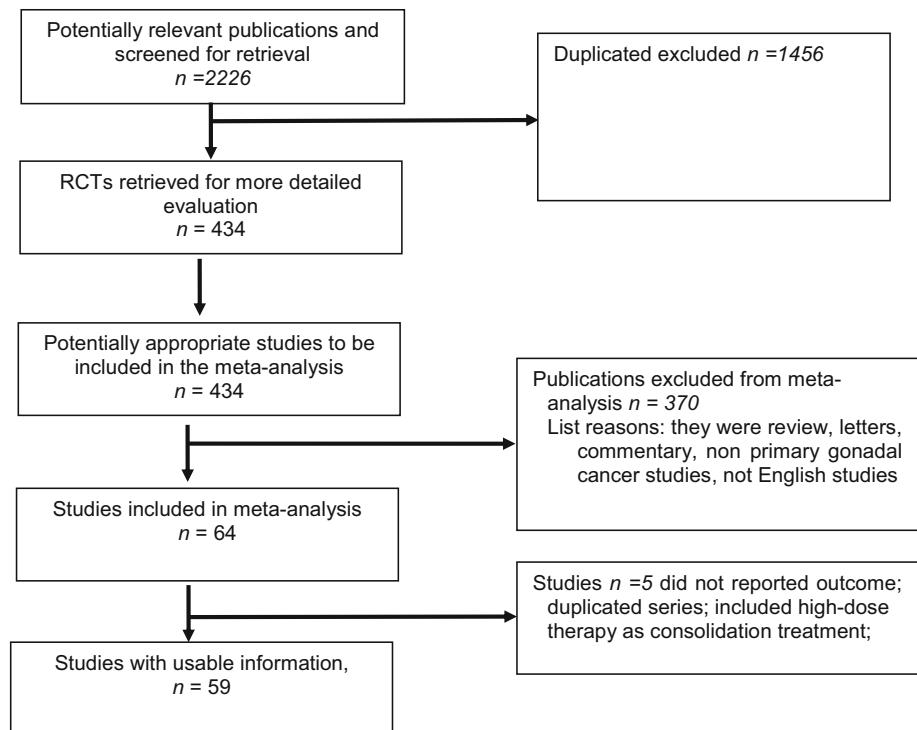 Potentially relevant publications and
screened for retrieval
n =2226
Duplicated excluded n =1456
RCTs retrieved for more detailed
evaluation
n = 434
Potentially appropriate studies to be
included in the meta-analysis
n = 434
Publications excluded from meta-
analysis n = 370
List reasons: they were review, letters,
commentary, non primary gonadal
cancer studies, not English studies
Studies included in meta-analysis
n = 64
Studies n =5 did not reported outcome;
duplicated series; included high-dose
therapy as consolidation treatment;
Studies with usable information,
n = 59